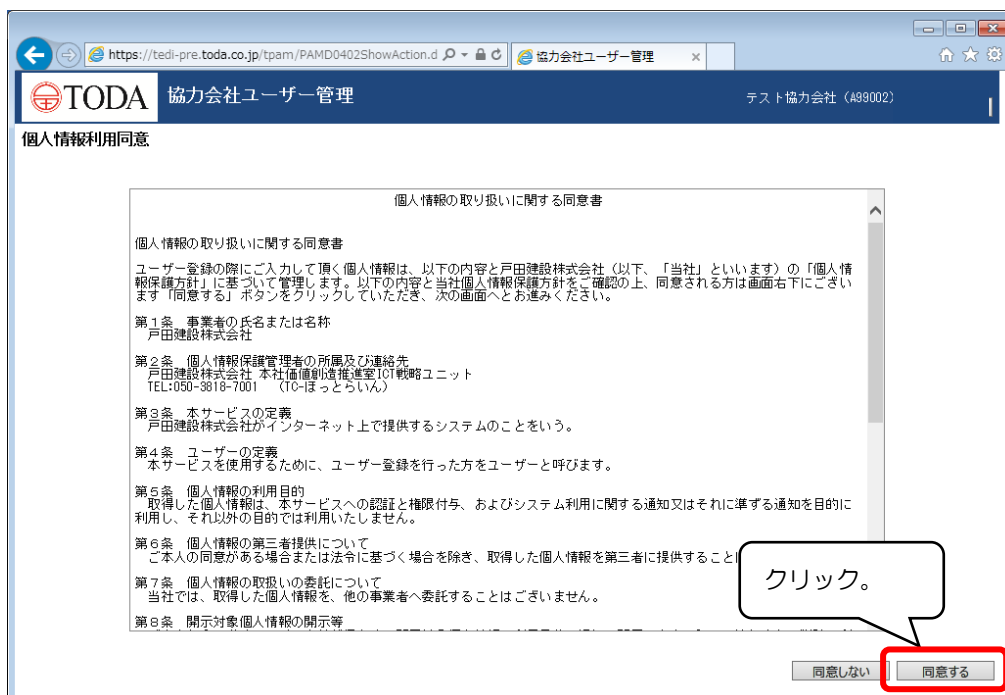 https://tedi-pre.toda.co.jp/tpam/PAMD0402ShowAction.d
協力会社ユーザー管理
TODA 協力会社ユーザー管理
テスト協力会社（A99002）
個人情報利用同意
個人情報の取り扱いに関する同意書
個人情報の取り扱いに関する同意書
ユーザー登録の際にご入力して頂く個人情報は、以下の内容と戸田建設株式会社（以下、「当社」といいます）の「個人情
報保護方針」に基づいて管理します。以下の内容と当社個人情報保護方針をご確認の上、同意される方は画面右下にござい
ます「同意する」ボタンをクリックしていただき、次の画面へとお進みください。
第１条　事業者の氏名または名称
戸田建設株式会社
第２条　個人情報保護管理者の所属及び連絡先
戸田建設株式会社 本社価値創造推進室ICT戦略ユニット
TEL:050-3818-7001　（TC-ほっとらいん）
第３条　本サービスの定義
戸田建設株式会社がインターネット上で提供するシステムのことをいう。
第４条　ユーザーの定義
本サービスを使用するために、ユーザー登録を行った方をユーザーと呼びます。
第５条　個人情報の利用目的
取得した個人情報は、本サービスへの認証と権限付与、およびシステム利用に関する通知又はそれに準ずる通知を目的に
利用し、それ以外の目的では利用いたしません。
第６条　個人情報の第三者提供について
ご本人の同意がある場合または法令に基づく場合を除き、取得した個人情報を第三者に提供すること
第７条　個人情報の取扱いの委託について
当社では、取得した個人情報を、他の事業者へ委託することはございません。
第８条　開示対象個人情報の開示等
クリック。
同意しない
同意する